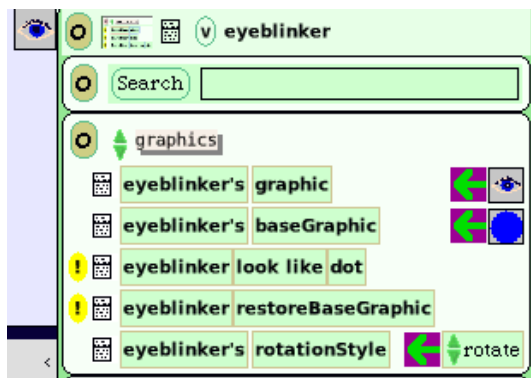 v eyeblinker
Search
graphics
eyeblinker's graphic
eyeblinker's baseGraphic
! eyeblinker look like dot
! eyeblinker restoreBaseGraphic
eyeblinker's rotationStyle rotate
<